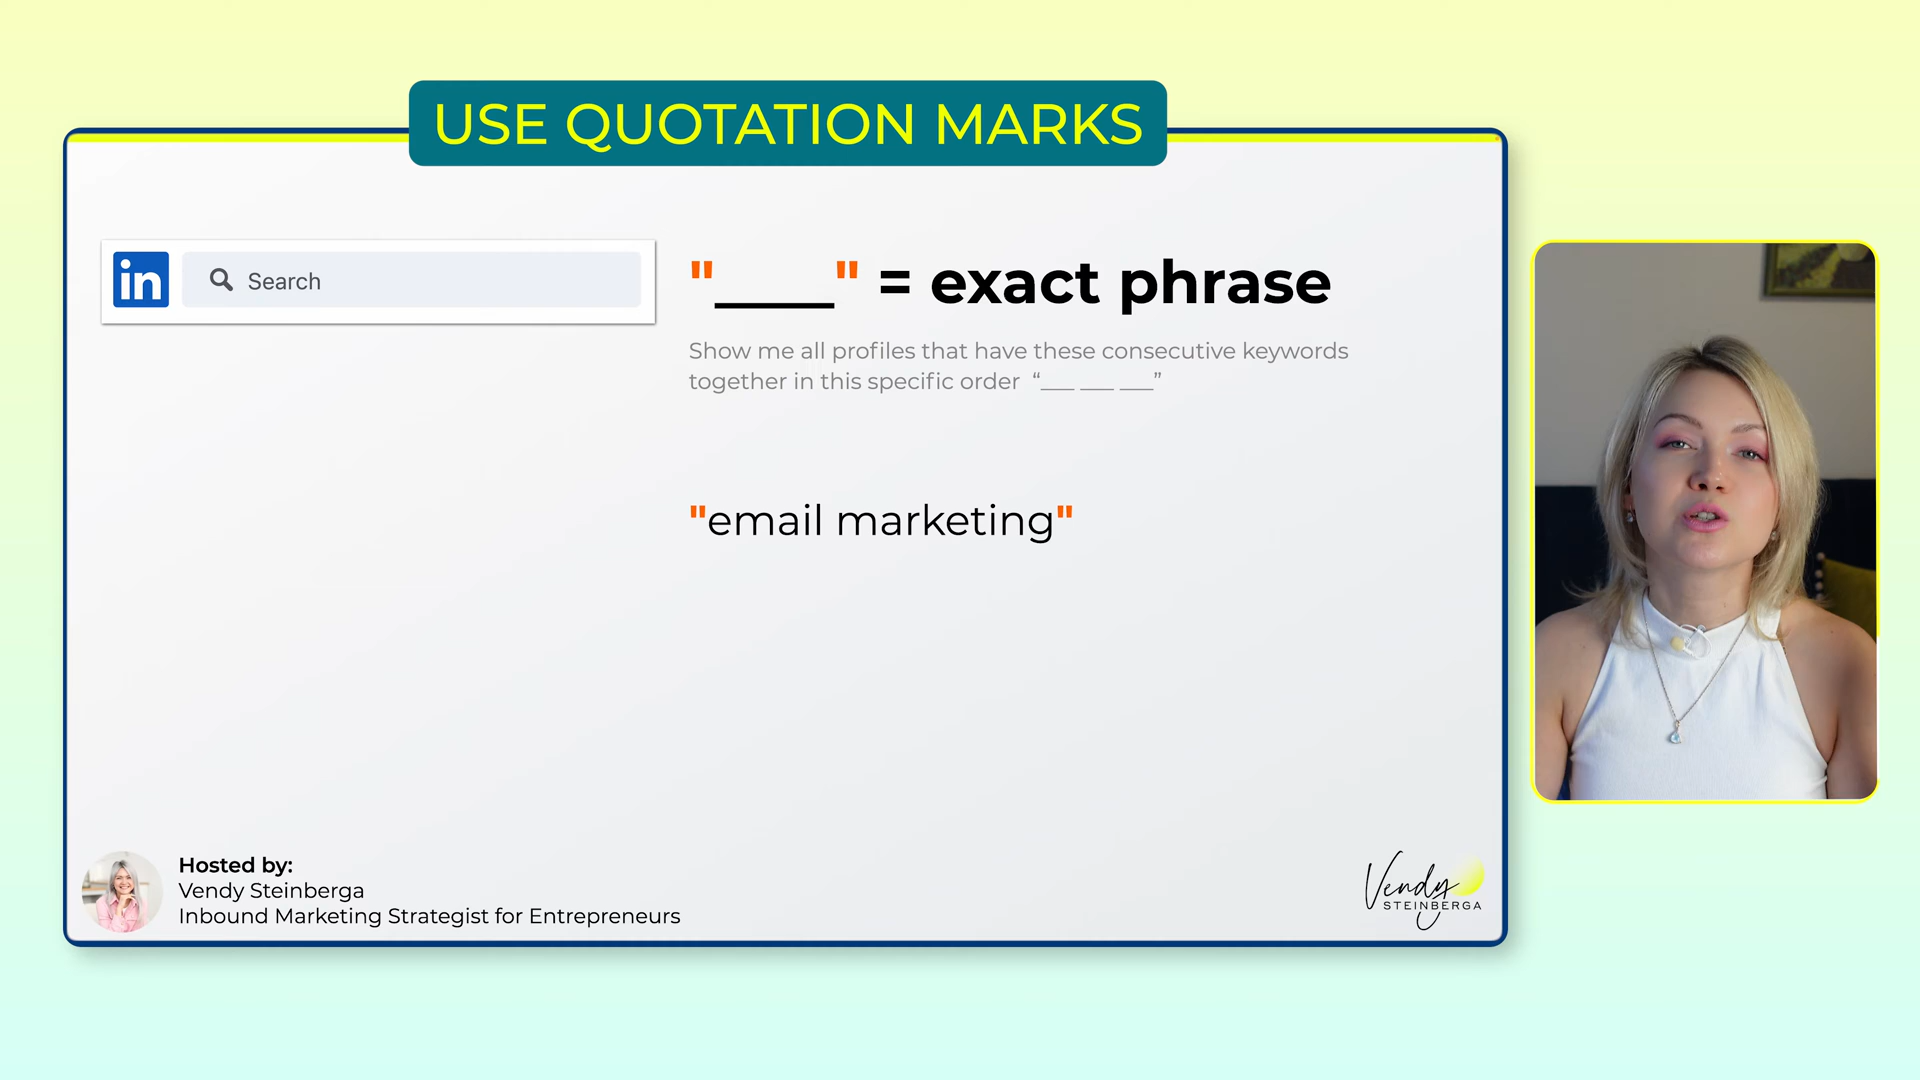 USE QUOTATION MARKS
in
Search
"____" = exact phrase
Show me all profiles that have these consecutive keywords
together in this specific order “___ ___ ___”
"email marketing"
Hosted by:
Vendy Steinberga
Inbound Marketing Strategist for Entrepreneurs
Vendy
STEINBERGA